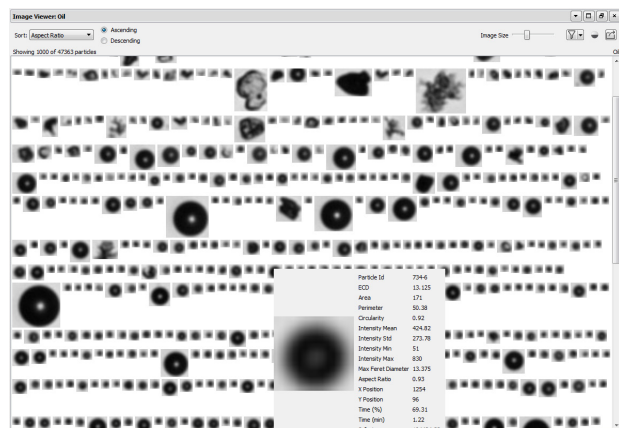 Image Viewer: Oil
Sort: Aspect Ratio
Ascending
Descending
Image Size
Showing 1000 of 47363 particles
Oil
Particle Id 734-6
ECD 13.125
Area 171
Perimeter 50.38
Circularity 0.92
Intensity Mean 424.82
Intensity Std 273.78
Intensity Min 51
Intensity Max 830
Max Feret Diameter 13.375
Aspect Ratio 0.93
X Position 1254
Y Position 96
Time (%) 69.31
Time (min) 1.22